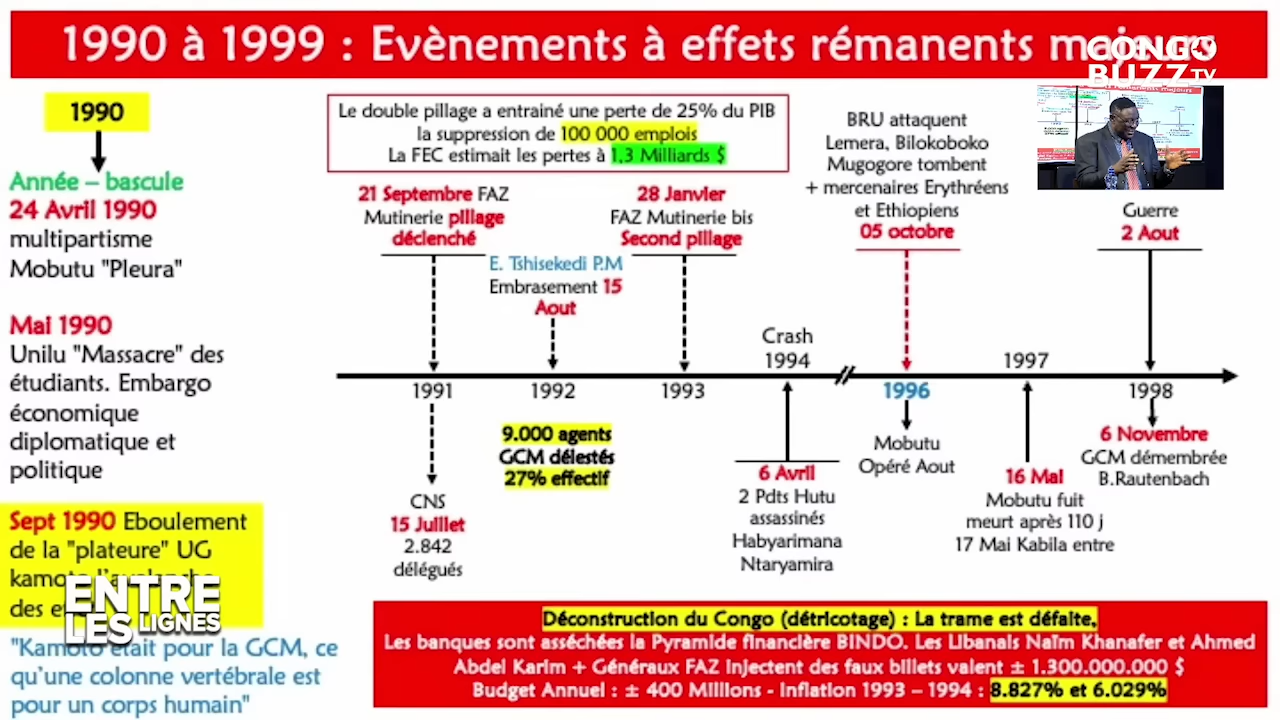 1990 à 1999 : Evènements à effets rémanents majeurs
CONGO
BUZZ TV
1990
Année – bascule
24 Avril 1990
multipartisme
Mobutu "Pleura"
Mai 1990
Unilu "Massacre" des
étudiants. Embargo
économique
diplomatique et
politique
Sept 1990 Eboulement
de la "plateure" UG
kamoto l'avalanche
des
ENTRE
LES LIGNES
"Kamoto était pour la GCM, ce
qu'une colonne vertébrale est
pour un corps humain"
double pillage a entrainé une perte de 25% du PIB
la suppression de 100 000 emplois
La FEC estimait les pertes à 1,3 Milliards $
21 Septembre FAZ
Mutinerie pillage
déclenché
E. Tshisekedi P.M
Embrasement 15
Aout
28 Janvier
FAZ Mutinerie bis
Second pillage
BRU attaquent
Lemera, Bilokoboko
Mugogore tombent
+ mercenaires Erythréens
et Ethiopiens
05 octobre
Guerre
2 Aout
Crash
1994
1997
1991
1992
1993
1996
1998
CNS
15 Juillet
2.842
délégués
9.000 agents
GCM délestés
27% effectif
6 Avril
2 Pdts Hutu
assassinés
Habyarimana
Ntaryamira
Mobutu
Opéré Aout
16 Mai
Mobutu fuit
meurt après 110 j
17 Mai Kabila entre
6 Novembre
GCM démembrée
B.Rautenbach
Déconstruction du Congo (détricotage) : La trame est défaite,
Les banques sont asséchées la Pyramide financière BINDO. Les Libanais Naïm Khanafer et Ahmed
Abdel Karim + Généraux FAZ injectent des faux billets valent ± 1.300.000.000 $
Budget Annuel : ± 400 Millions - Inflation 1993 – 1994 : 8.827% et 6.029%